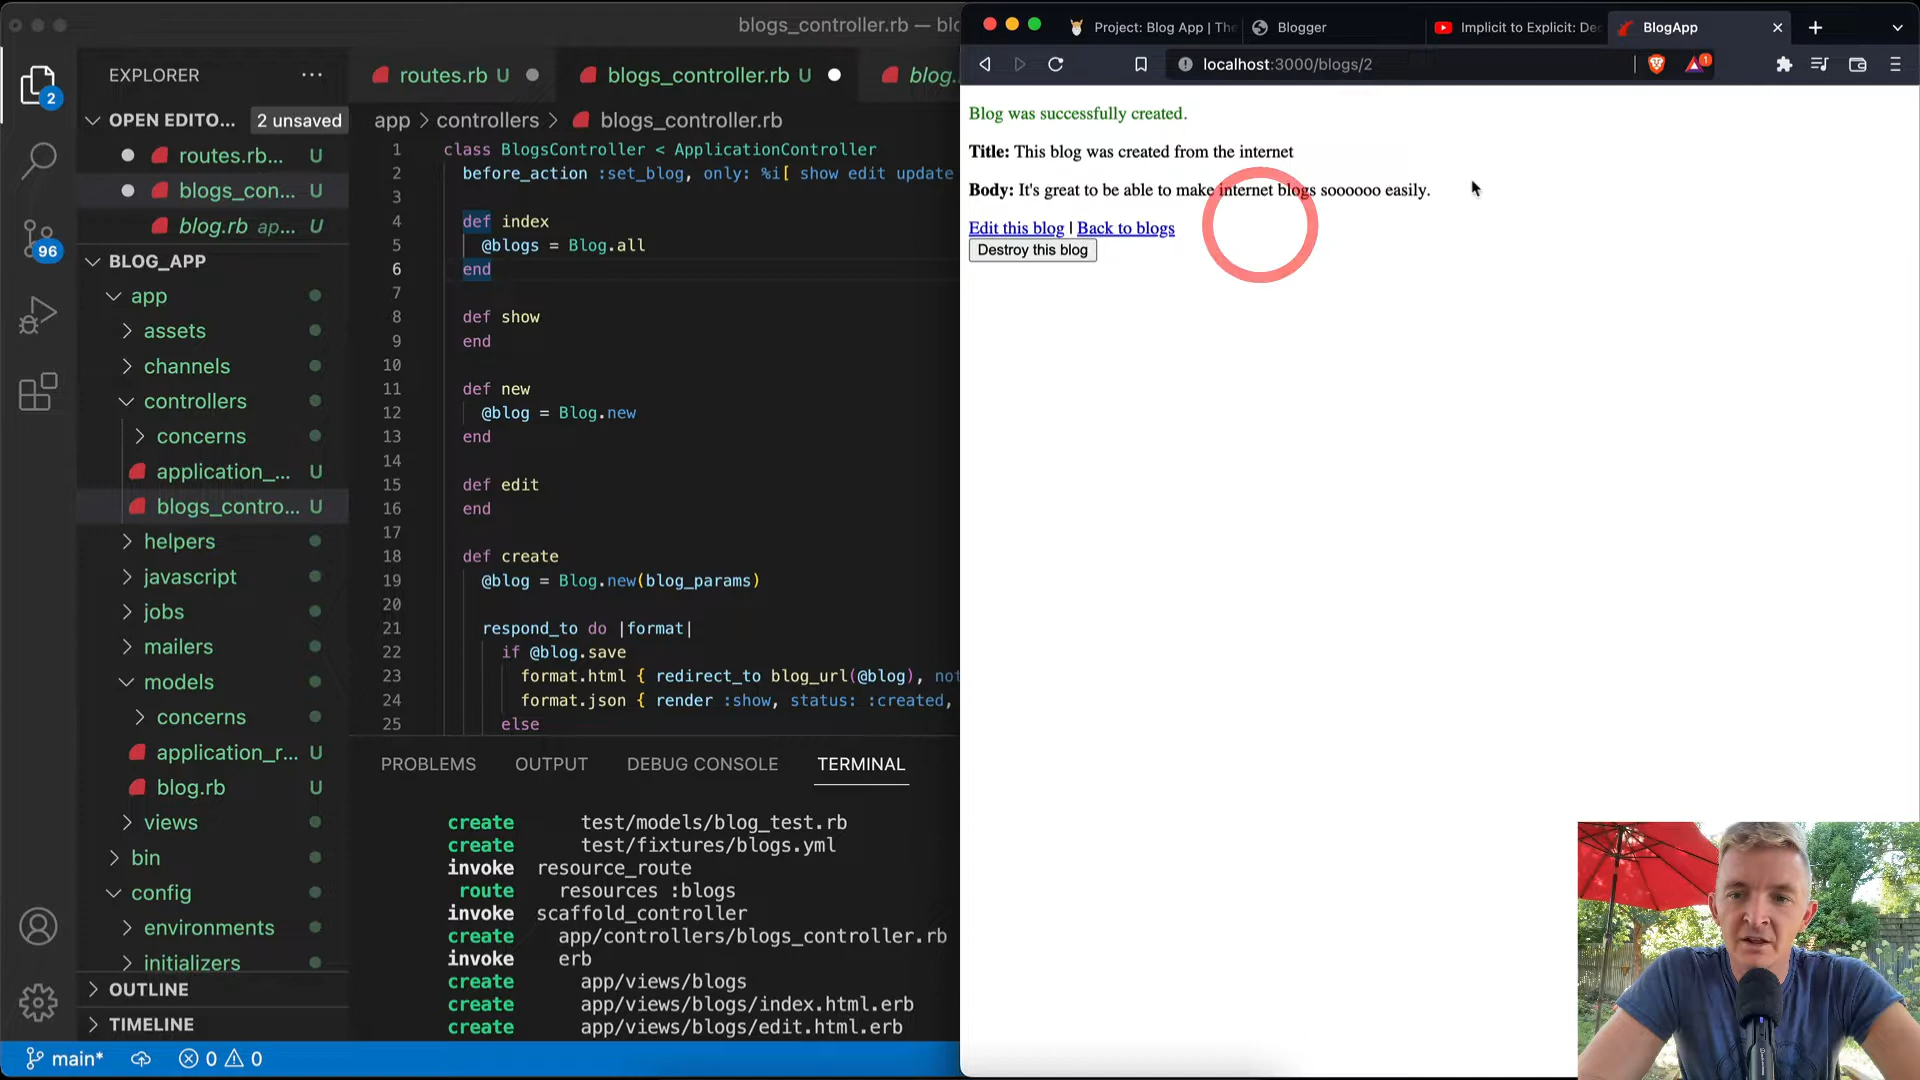 blogs_controller.rb — blo
EXPLORER
2
OPEN EDITO...
2 unsaved
routes.rb... U
blogs_con... U
blog.rb ap... U
96
BLOG_APP
app
assets
channels
controllers
concerns
application_... U
blogs_contro... U
helpers
javascript
jobs
mailers
models
concerns
application_r... U
blog.rb U
views
bin
config
environments
initializers
OUTLINE
TIMELINE
main*
0
0
routes.rb U
blogs_controller.rb U
blog.
app > controllers > blogs_controller.rb
1 class BlogsController < ApplicationController
2 before_action :set_blog, only: %i[ show edit update
3
4 def index
5 @blogs = Blog.all
6 end
7
8 def show
9 end
10
11 def new
12 @blog = Blog.new
13 end
14
15 def edit
16 end
17
18 def create
19 @blog = Blog.new(blog_params)
20
21 respond_to do |format|
22 if @blog.save
23 format.html { redirect_to blog_url(@blog), not
24 format.json { render :show, status: :created,
25 else
PROBLEMS
OUTPUT
DEBUG CONSOLE
TERMINAL
create test/models/blog_test.rb
create test/fixtures/blogs.yml
invoke resource_route
route resources :blogs
invoke scaffold_controller
create app/controllers/blogs_controller.rb
invoke erb
create app/views/blogs
create app/views/blogs/index.html.erb
create app/views/blogs/edit.html.erb
Project: Blog App | The
Blogger
Implicit to Explicit: Dec
BlogApp
localhost:3000/blogs/2
1
Blog was successfully created.
Title: This blog was created from the internet
Body: It's great to be able to make internet blogs soooooo easily.
Edit this blog | Back to blogs
Destroy this blog